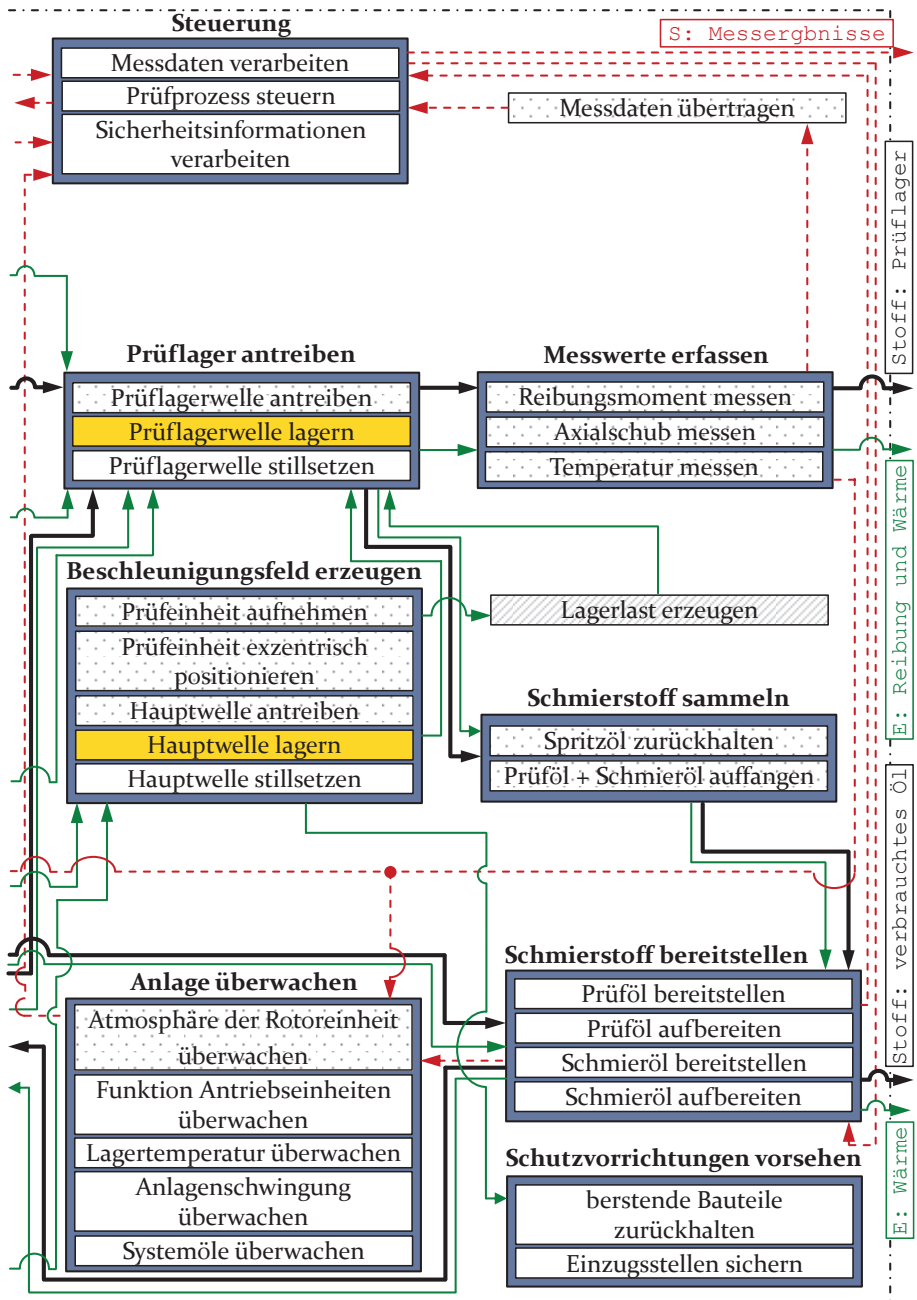 Steuerung
S: Messergbnisse
Messdaten verarbeiten
Prüfprozess steuern
Sicherheitsinformationen
verarbeiten
Messdaten übertragen
Stoff: Prüflager
Prüflager antreiben
Prüflagerwelle antreiben
Prüflagerwelle lagern
Prüflagerwelle stillsetzen
Messwerte erfassen
Reibungsmoment messen
Axialschub messen
Temperatur messen
E: Reibung und Wärme
Beschleunigungsfeld erzeugen
Prüfeinheit aufnehmen
Prüfeinheit exzentrisch
positionieren
Hauptwelle antreiben
Hauptwelle lagern
Hauptwelle stillsetzen
Lagerlast erzeugen
Schmierstoff sammeln
Spritzöl zurückhalten
Prüföl + Schmieröl auffangen
Stoff: verbrauchtes Öl
Anlage überwachen
Atmosphäre der Rotoreinheit
überwachen
Funktion Antriebseinheiten
überwachen
Lagertemperatur überwachen
Anlagenschwingung
überwachen
Systemöle überwachen
Schmierstoff bereitstellen
Prüföl bereitstellen
Prüföl aufbereiten
Schmieröl bereitstellen
Schmieröl aufbereiten
E: Wärme
Schutzvorrichtungen vorsehen
berstende Bauteile
zurückhalten
Einzugsstellen sichern